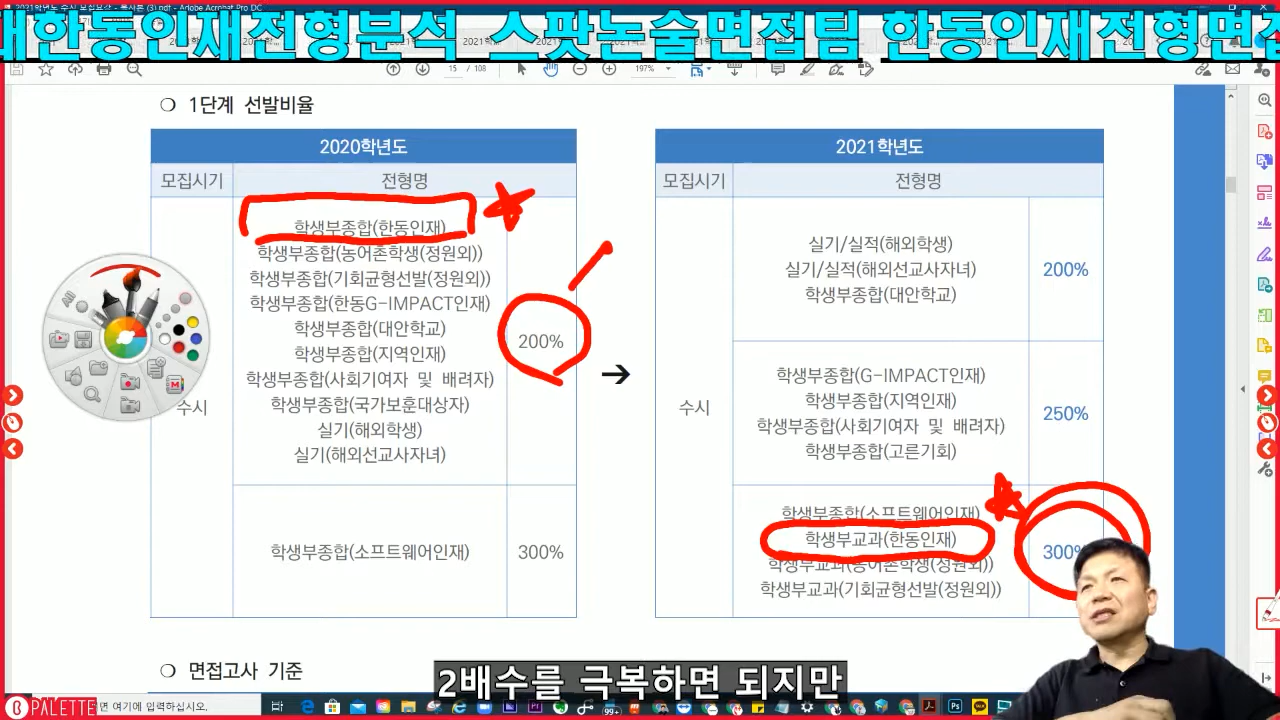 대한동인재전형분석 스팟논술면접팀 한동인재전형면접
15 / 108
197%
1단계 선발비율
2020학년도
모집시기 전형명
수시
학생부종합(한동인재)
학생부종합(농어촌학생(정원외))
학생부종합(기회균형선발(정원외))
학생부종합(한동G-IMPACT인재)
학생부종합(대안학교)
학생부종합(지역인재)
학생부종합(사회기여자 및 배려자)
학생부종합(국가보훈대상자)
실기(해외학생)
실기(해외선교사자녀)
200%
학생부종합(소프트웨어인재) 300%
2021학년도
모집시기 전형명
수시
실기/실적(해외학생)
실기/실적(해외선교사자녀)
학생부종합(대안학교)
200%
학생부종합(G-IMPACT인재)
학생부종합(지역인재)
학생부종합(사회기여자 및 배려자)
학생부종합(고른기회)
250%
학생부종합(소프트웨어인재)
학생부교과(한동인재)
학생부교과(농어촌학생(정원외))
학생부교과(기회균형선발(정원외))
300%
면접고사 기준
2배수를 극복하면 되지만
PALETTE
면 여기에 입력하십시오.